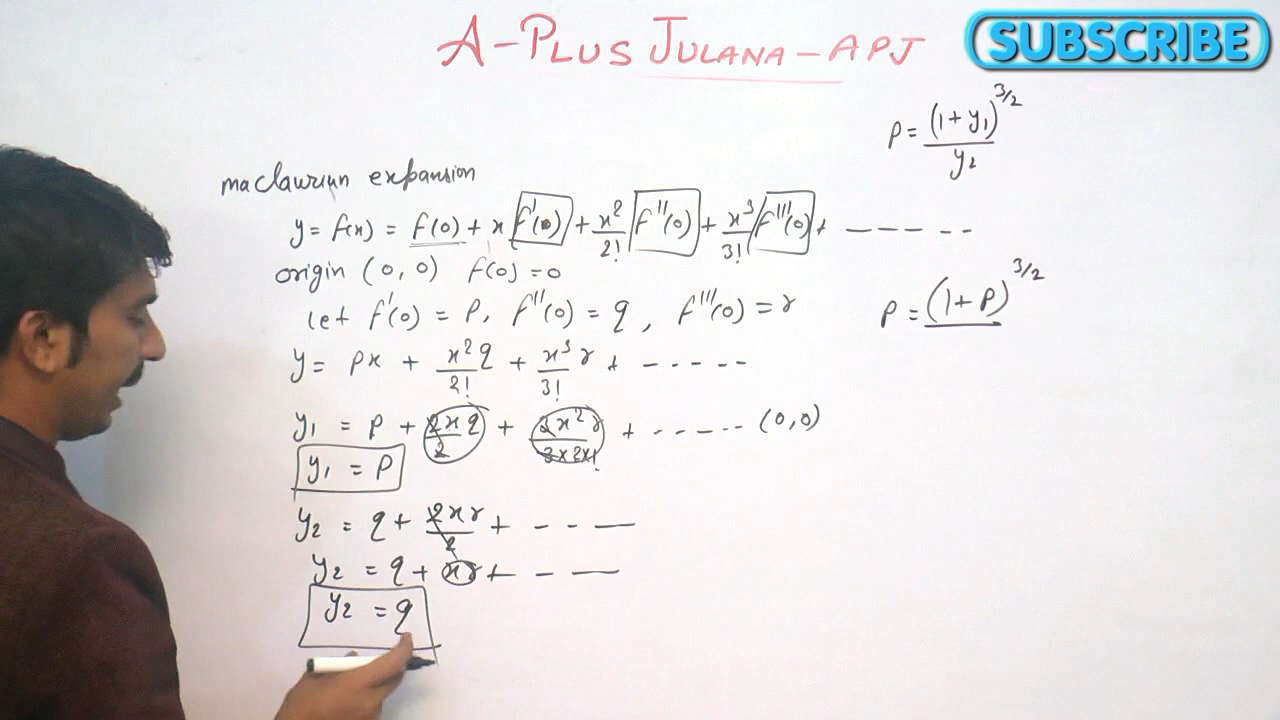 A-PLUS JULANA-APJ
SUBSCRIBE
ρ = (1 + y₁)^3/2 / y₂
maclauriun expansion
y = f(x) = f(0) + x f'(0) + x²/2! f''(0) + x³/3! f'''(0) + - - - - -
origin (0, 0) f(0) = 0
let f'(0) = p, f''(0) = q, f'''(0) = r
ρ = (1 + p)^3/2
y = px + x²q/2! + x³r/3! + - - - - -
y₁ = p + 2xq/2 + 3x²r/3x2x1 + - - - - - (0,0)
y₁ = p
y₂ = q + 2xr/2 + - - -
y₂ = q + xr + - -
y₂ = q